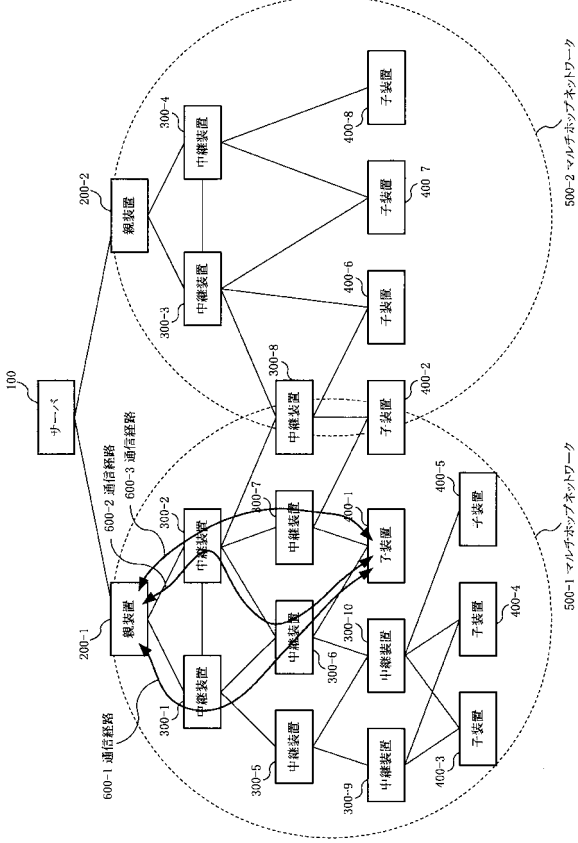 100
サーバ
200-1
親装置
200-2
親装置
600-1 通信経路
600-2 通信経路
600-3 通信経路
300-1
中継装置
300-2
中継装置
300-3
中継装置
300-4
中継装置
300-5
中継装置
300-6
中継装置
300-7
中継装置
300-8
中継装置
300-9
中継装置
300-10
中継装置
400-1
子装置
400-2
子装置
400-6
子装置
400-7
子装置
400-8
子装置
400-3
子装置
400-4
子装置
400-5
子装置
500-1 マルチホップネットワーク
500-2 マルチホップネットワーク